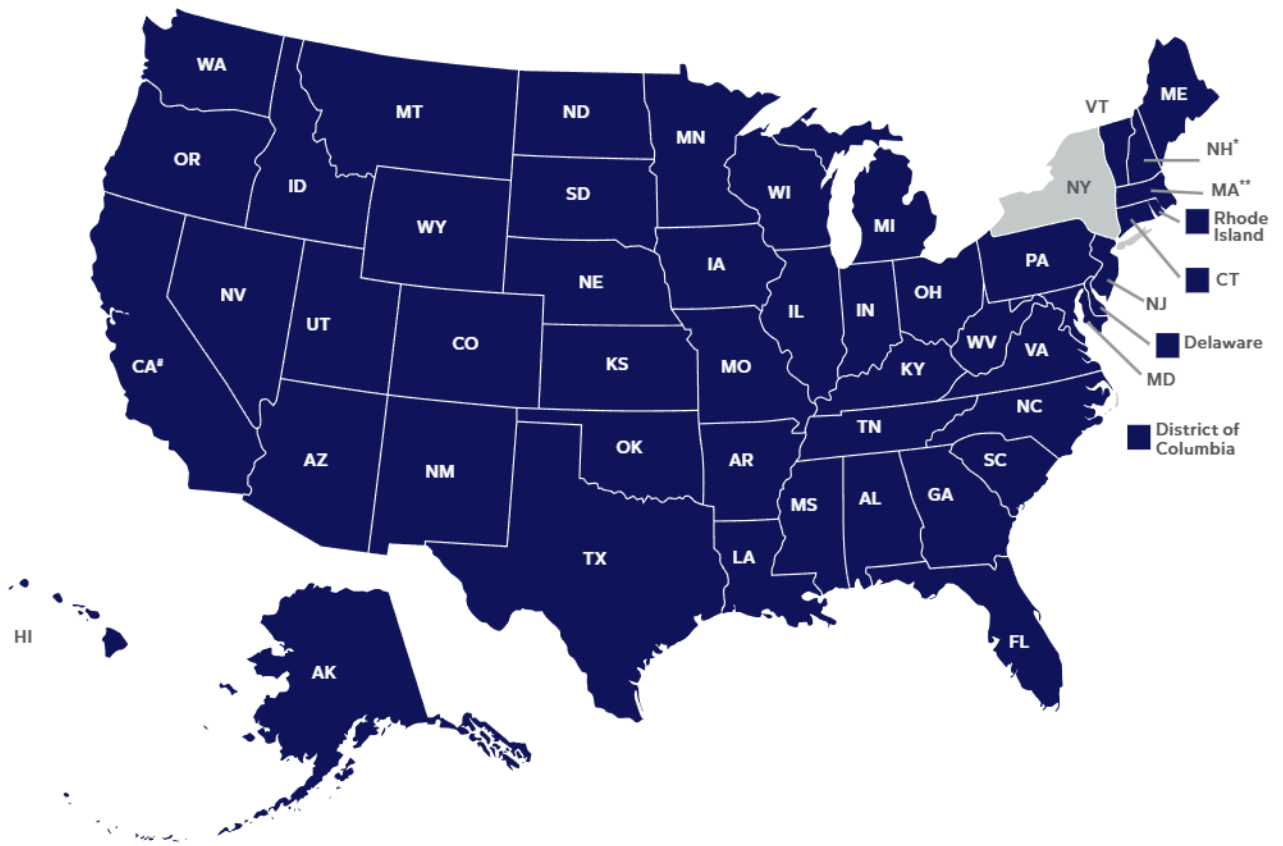 WA
MT
ND
MN
VT
ME
OR
ID
SD
WI
MI
NY
NH*
MA**
Rhode
Island
WY
IA
NE
PA
CT
NV
UT
CO
IL
IN
OH
NJ
CA#
KS
MO
KY
WV
VA
Delaware
MD
AZ
NM
OK
AR
TN
NC
SC
District of
Columbia
TX
LA
MS
AL
GA
HI
AK
FL